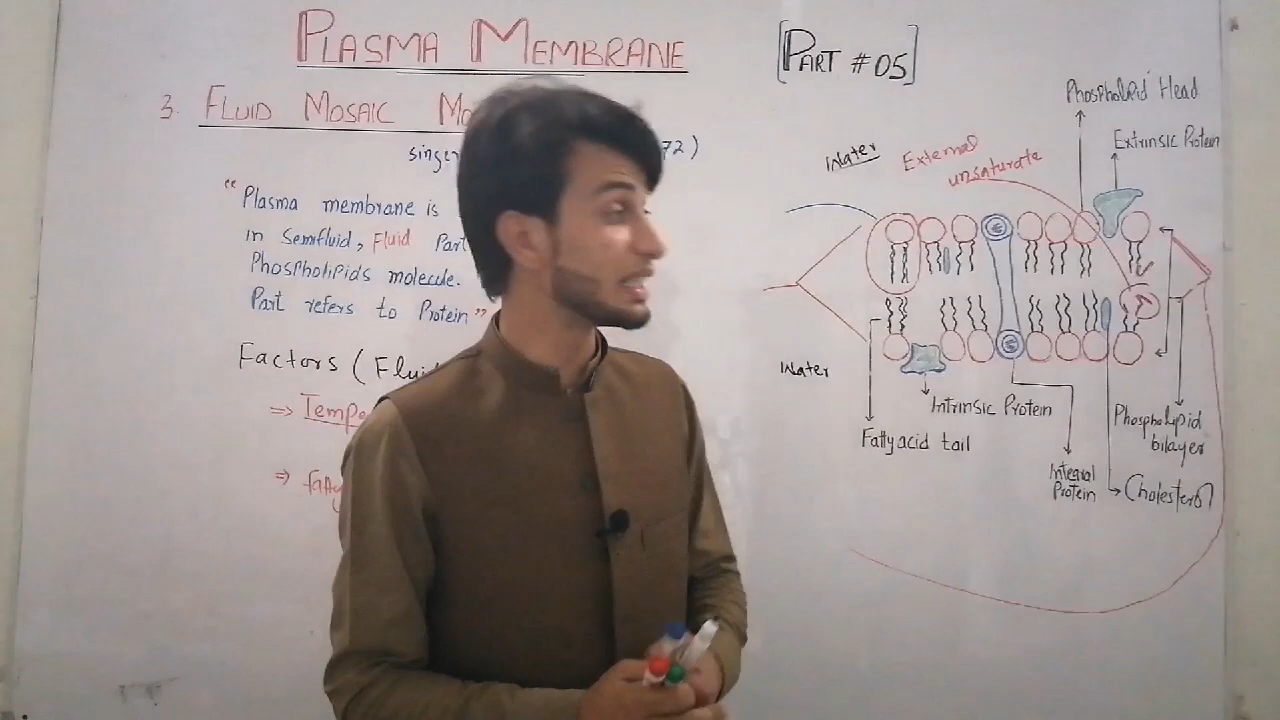 PLASMA MEMBRANE
[PART #05]
3. FLUID MOSAIC Mo
singer 72)
"Plasma membrane is
in Semifluid, Fluid Part
Phospholipids molecule.
Part refers to Protein"
Factors (Flui
=> Tempe
=> fatty
Phospholipid Head
Extrinsic Protein
Water External
unsaturate
Water
Intrinsic Protein
Fatty acid tail
Phospholipid
bilayer
Integral
Protein
Cholesterol